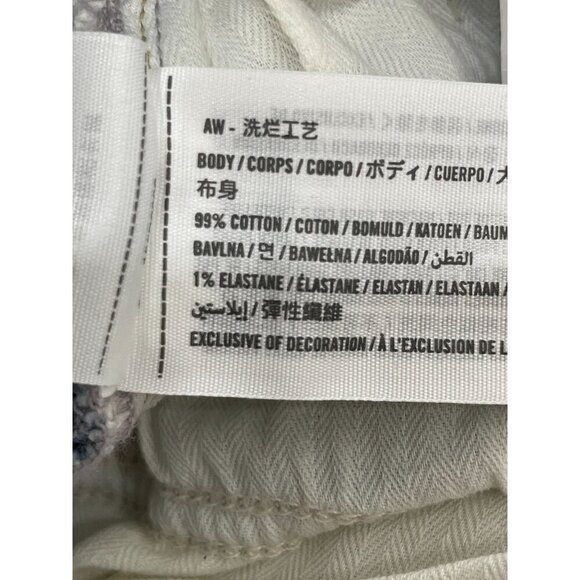 AW - 洗烂工艺
BODY / CORPS / CORPO / ボディ / CUERPO /
布身
99% COTTON / COTON / BOMULD / KATOEN / BAUM
BAVLNA / 면 / BAWEŁNA / ALGODÃO / القطن
1% ELASTANE / ÉLASTANE / ELASTAN / ELASTAAN /
إيلاستين / 彈性纖維
EXCLUSIVE OF DECORATION / À L'EXCLUSION DE L